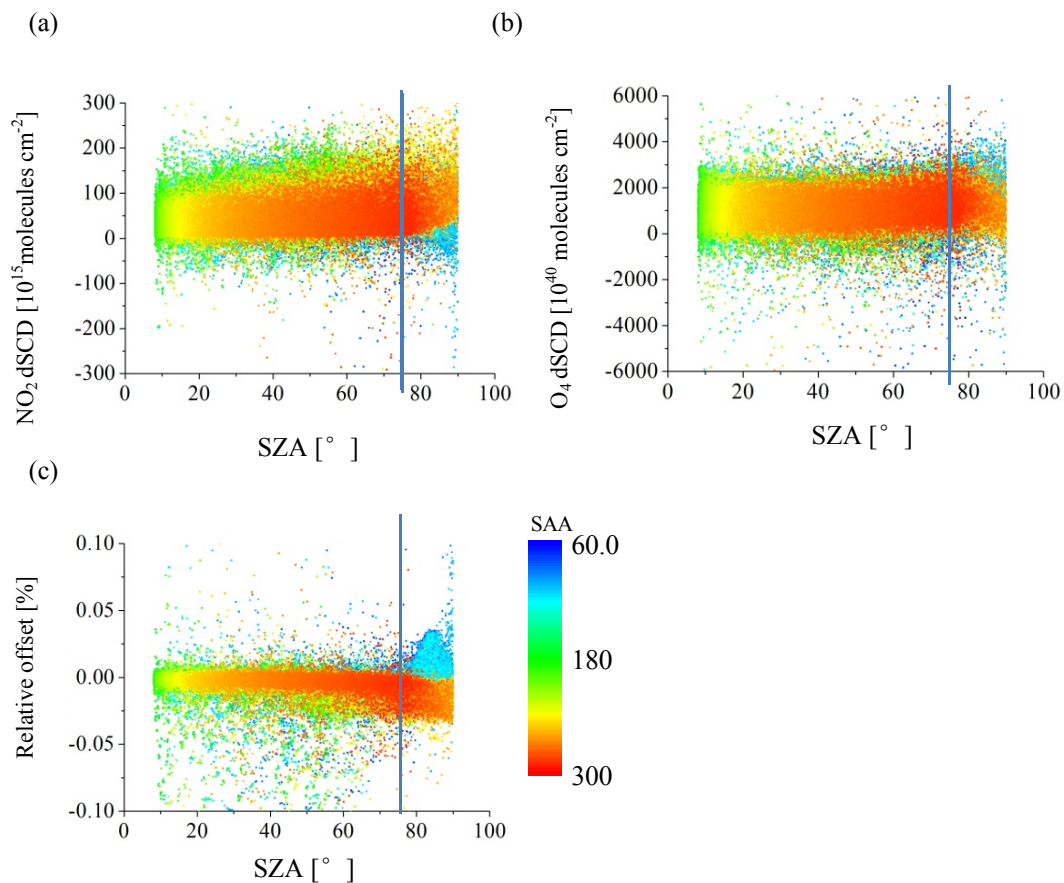 (a)
(b)
NO2 dSCD [10^15 molecules cm^-2]
300
200
100
0
-100
-200
-300
0 20 40 60 80 100
SZA [° ]
O4 dSCD [10^40 molecules cm^-2]
6000
4000
2000
0
-2000
-4000
-6000
0 20 40 60 80 100
SZA [° ]
(c)
Relative offset [%]
0.10
0.05
0.00
-0.05
-0.10
0 20 40 60 80 100
SZA [° ]
SAA
60.0
180
300